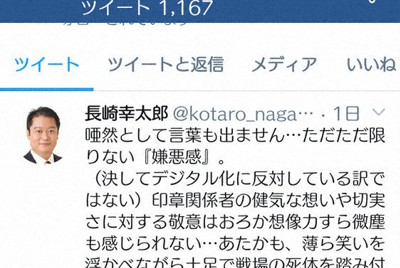 ツイート 1,167
ツイート ツイートと返信 メディア いいね
長崎幸太郎 @kotaro_naga… · 1日
唖然として言葉も出ません…ただただ限
りない『嫌悪感』。
（決してデジタル化に反対している訳で
はない）印章関係者の健気な想いや切実
さに対する敬意はおろか想像力すら微塵
も感じられない…あたかも、薄ら笑いを
浮かべながら土足で戦場の死体を踏み付